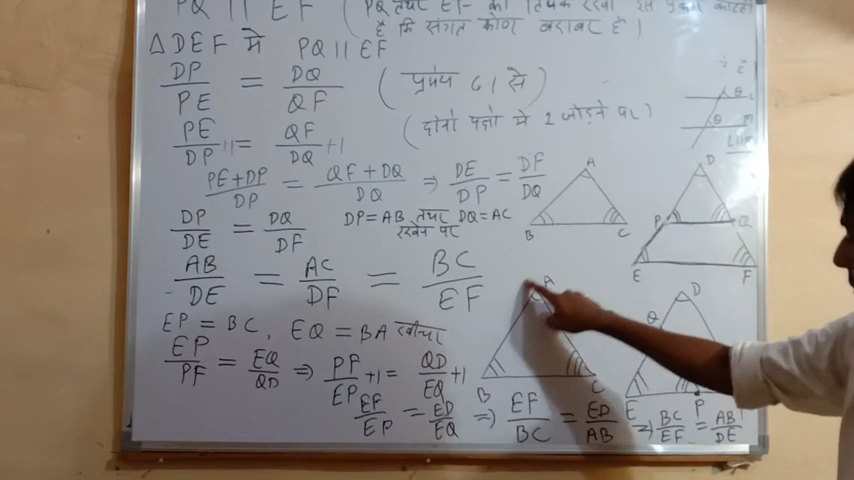 PQ || EF ( PQ तथा EF को तिर्यक रेखा इस प्रकार काटती
है कि संगत कोण बराबर है )
Δ DEF मे PQ || EF
DP/PE = DQ/QF ( प्रमेय 6.1 से )
PE/DP +1 = QF/DQ +1 ( दोनो पक्षो मे 1 जोड़ने पर )
PE+DP/DP = QF+DQ/DQ ⇒ DE/DP = DF/DQ
DP/DE = DQ/DF DP=AB तथा DQ=AC
रखने पर
AB/DE = AC/DF = BC/EF
EP = BC, EQ = BA खींचा
EP/PF = EQ/QD ⇒ PF/EP +1 = QD/EQ +1
EF/EP = ED/EQ ⇒ EF/BC = ED/AB ⇒ BC/EF = AB/DE
θ L
θ m
L||m
A
B C
D
P Q
E F
A
B C
D
Q
E P